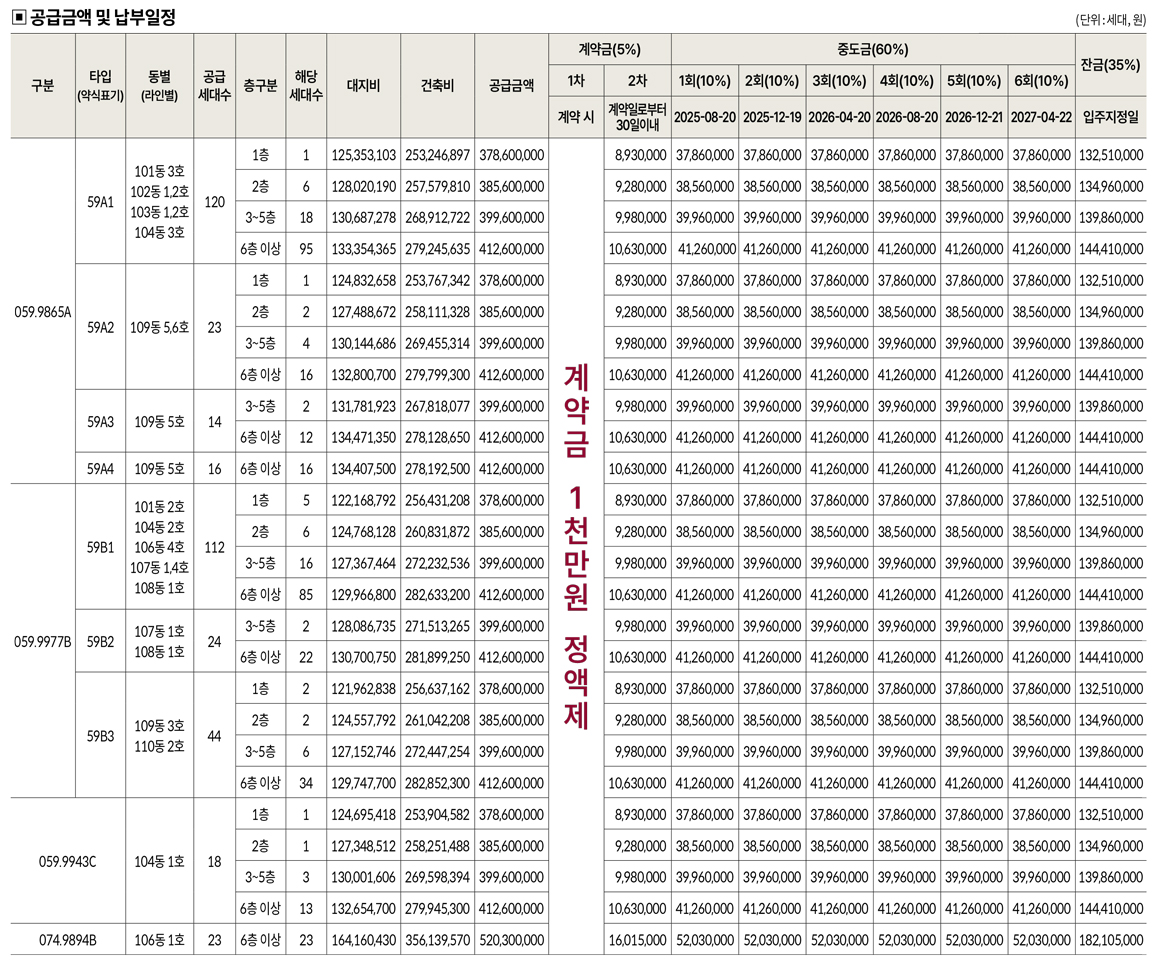 ▣ 공급금액 및 납부일정
(단위 : 세대, 원)
구분 타입 (약식표기) 동별 (라인별) 공급 세대수 층구분 해당 세대수 대지비 건축비 공급금액 계약금(5%) 중도금(60%) 잔금(35%)
1차 2차 1회(10%) 2회(10%) 3회(10%) 4회(10%) 5회(10%) 6회(10%)
계약 시 계약일로부터 30일이내 2025-08-20 2025-12-19 2026-04-20 2026-08-20 2026-12-21 2027-04-22 입주지정일
계약금 1천만원 정액제
059.9865A
59A1 101동 3호 102동 1,2호 103동 1,2호 104동 3호 120
1층 1 125,353,103 253,246,897 378,600,000 8,930,000 37,860,000 37,860,000 37,860,000 37,860,000 37,860,000 37,860,000 132,510,000
2층 6 128,020,190 257,579,810 385,600,000 9,280,000 38,560,000 38,560,000 38,560,000 38,560,000 38,560,000 38,560,000 134,960,000
3~5층 18 130,687,278 268,912,722 399,600,000 9,980,000 39,960,000 39,960,000 39,960,000 39,960,000 39,960,000 39,960,000 139,860,000
6층 이상 95 133,354,365 279,245,635 412,600,000 10,630,000 41,260,000 41,260,000 41,260,000 41,260,000 41,260,000 41,260,000 144,410,000
59A2 109동 5,6호 23
1층 1 124,832,658 253,767,342 378,600,000 8,930,000 37,860,000 37,860,000 37,860,000 37,860,000 37,860,000 37,860,000 132,510,000
2층 2 127,488,672 258,111,328 385,600,000 9,280,000 38,560,000 38,560,000 38,560,000 38,560,000 38,560,000 38,560,000 134,960,000
3~5층 4 130,144,686 269,455,314 399,600,000 9,980,000 39,960,000 39,960,000 39,960,000 39,960,000 39,960,000 39,960,000 139,860,000
6층 이상 16 132,800,700 279,799,300 412,600,000 10,630,000 41,260,000 41,260,000 41,260,000 41,260,000 41,260,000 41,260,000 144,410,000
59A3 109동 5호 14
3~5층 2 131,781,923 267,818,077 399,600,000 9,980,000 39,960,000 39,960,000 39,960,000 39,960,000 39,960,000 39,960,000 139,860,000
6층 이상 12 134,471,350 278,128,650 412,600,000 10,630,000 41,260,000 41,260,000 41,260,000 41,260,000 41,260,000 41,260,000 144,410,000
59A4 109동 5호 16 6층 이상 16 134,407,500 278,192,500 412,600,000 10,630,000 41,260,000 41,260,000 41,260,000 41,260,000 41,260,000 41,260,000 144,410,000
059.9977B
59B1 101동 2호 104동 2호 106동 4호 107동 1,4호 108동 1호 112
1층 5 122,168,792 256,431,208 378,600,000 8,930,000 37,860,000 37,860,000 37,860,000 37,860,000 37,860,000 37,860,000 132,510,000
2층 6 124,768,128 260,831,872 385,600,000 9,280,000 38,560,000 38,560,000 38,560,000 38,560,000 38,560,000 38,560,000 134,960,000
3~5층 16 127,367,464 272,232,536 399,600,000 9,980,000 39,960,000 39,960,000 39,960,000 39,960,000 39,960,000 39,960,000 139,860,000
6층 이상 85 129,966,800 282,633,200 412,600,000 10,630,000 41,260,000 41,260,000 41,260,000 41,260,000 41,260,000 41,260,000 144,410,000
59B2 107동 1호 108동 1호 24
3~5층 2 128,086,735 271,513,265 399,600,000 9,980,000 39,960,000 39,960,000 39,960,000 39,960,000 39,960,000 39,960,000 139,860,000
6층 이상 22 130,700,750 281,899,250 412,600,000 10,630,000 41,260,000 41,260,000 41,260,000 41,260,000 41,260,000 41,260,000 144,410,000
59B3 109동 3호 110동 2호 44
1층 2 121,962,838 256,637,162 378,600,000 8,930,000 37,860,000 37,860,000 37,860,000 37,860,000 37,860,000 37,860,000 132,510,000
2층 2 124,557,792 261,042,208 385,600,000 9,280,000 38,560,000 38,560,000 38,560,000 38,560,000 38,560,000 38,560,000 134,960,000
3~5층 6 127,152,746 272,447,254 399,600,000 9,980,000 39,960,000 39,960,000 39,960,000 39,960,000 39,960,000 39,960,000 139,860,000
6층 이상 34 129,747,700 282,852,300 412,600,000 10,630,000 41,260,000 41,260,000 41,260,000 41,260,000 41,260,000 41,260,000 144,410,000
059.9943C 104동 1호 18
1층 1 124,695,418 253,904,582 378,600,000 8,930,000 37,860,000 37,860,000 37,860,000 37,860,000 37,860,000 37,860,000 132,510,000
2층 1 127,348,512 258,251,488 385,600,000 9,280,000 38,560,000 38,560,000 38,560,000 38,560,000 38,560,000 38,560,000 134,960,000
3~5층 3 130,001,606 269,598,394 399,600,000 9,980,000 39,960,000 39,960,000 39,960,000 39,960,000 39,960,000 39,960,000 139,860,000
6층 이상 13 132,654,700 279,945,300 412,600,000 10,630,000 41,260,000 41,260,000 41,260,000 41,260,000 41,260,000 41,260,000 144,410,000
074.9894B 106동 1호 23 6층 이상 23 164,160,430 356,139,570 520,300,000 16,015,000 52,030,000 52,030,000 52,030,000 52,030,000 52,030,000 52,030,000 182,105,000